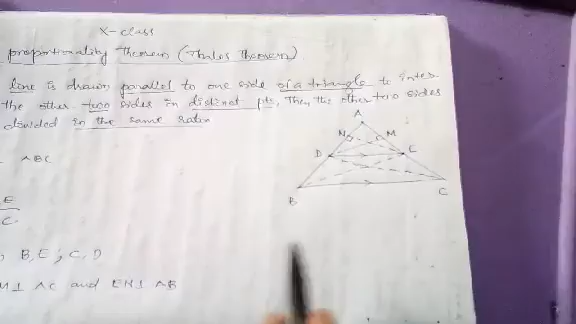 X-class
proportionality theorem (Thales Theorem)
line is drawn parallel to one side of a triangle to inter
the other two sides in distinct pts, Then the other two sides
divided in the same ratio
A
N M
D E
B C
ABC
E
C
B, E ; C, D
M⊥ AC and EN⊥ AB